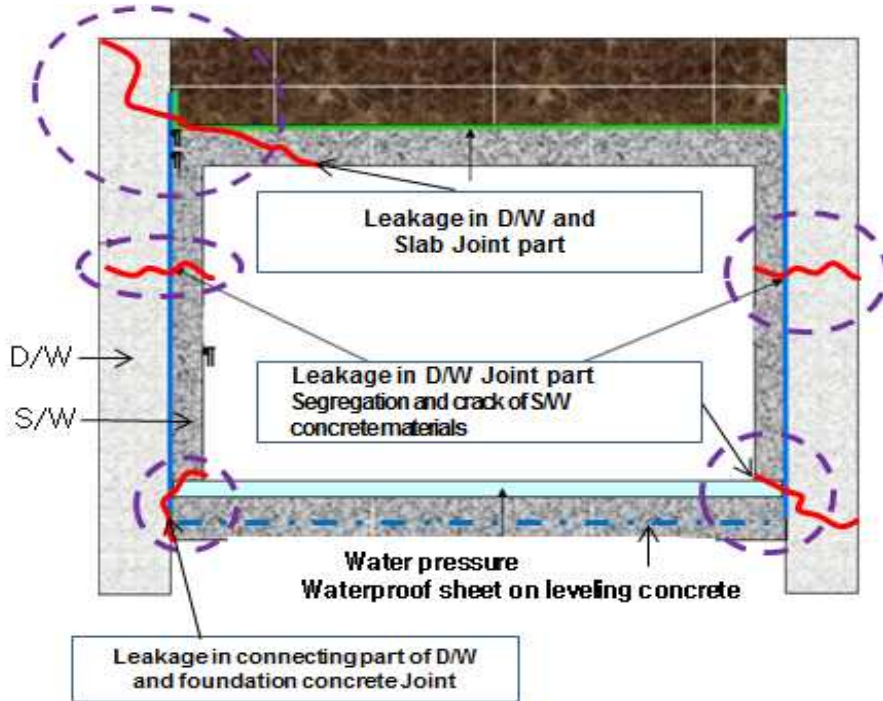 Leakage in D/W and
Slab Joint part
D/W
Leakage in D/W Joint part
Segregation and crack of S/W
concrete materials
S/W
Water pressure
Waterproof sheet on leveling concrete
Leakage in connecting part of D/W
and foundation concrete Joint
¶
¶
¶